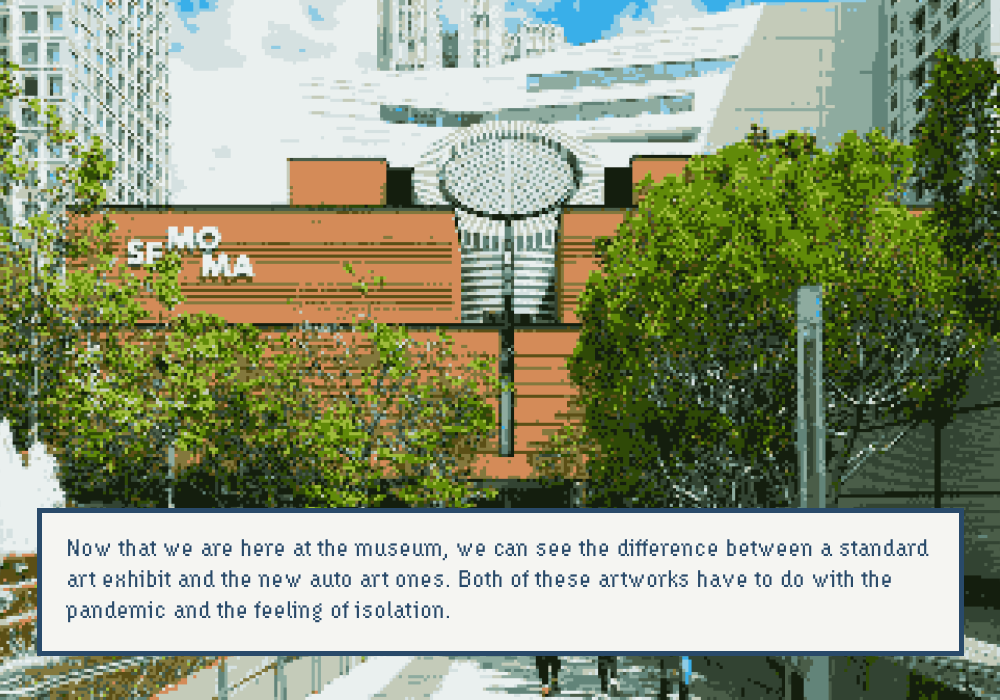 SF MO
MA
Now that we are here at the museum, we can see the difference between a standard
art exhibit and the new auto art ones. Both of these artworks have to do with the
pandemic and the feeling of isolation.